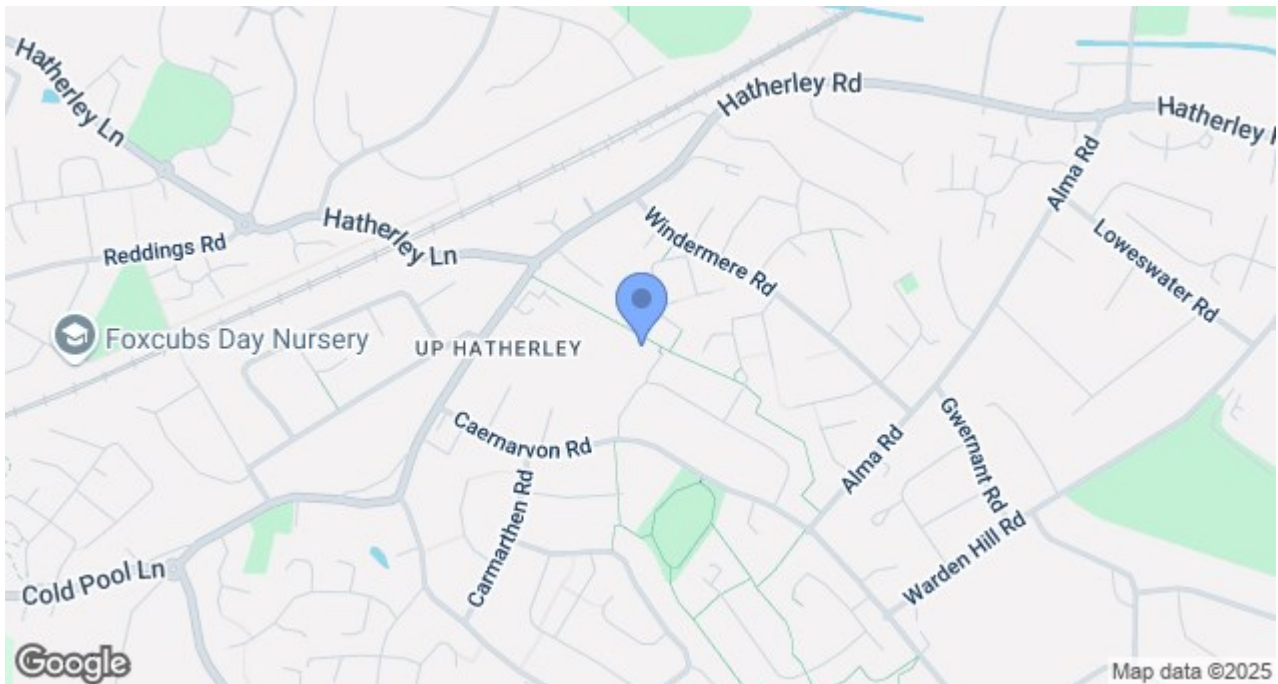 Hatherley Ln
Hatherley Rd
Hatherley R
Alma Rd
Reddings Rd
Hatherley Ln
Windermere Rd
Loweswater Rd
Foxcubs Day Nursery
UP HATHERLEY
Caernarvon Rd
Gwernant Rd
Alma Rd
Carmarthen Rd
Warden Hill Rd
Cold Pool Ln
Google
Map data ©2025